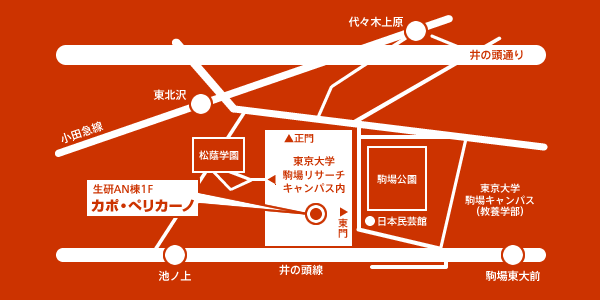 代々木上原
井の頭通り
東北沢
小田急線
▲正門
松蔭学園
東京大学
駒場リサーチ
キャンパス内
駒場公園
生研AN棟1F
カポ・ペリカーノ
東京大学
駒場キャンパス
(教養学部)
▶
東門
日本民芸館
井の頭線
池ノ上
駒場東大前